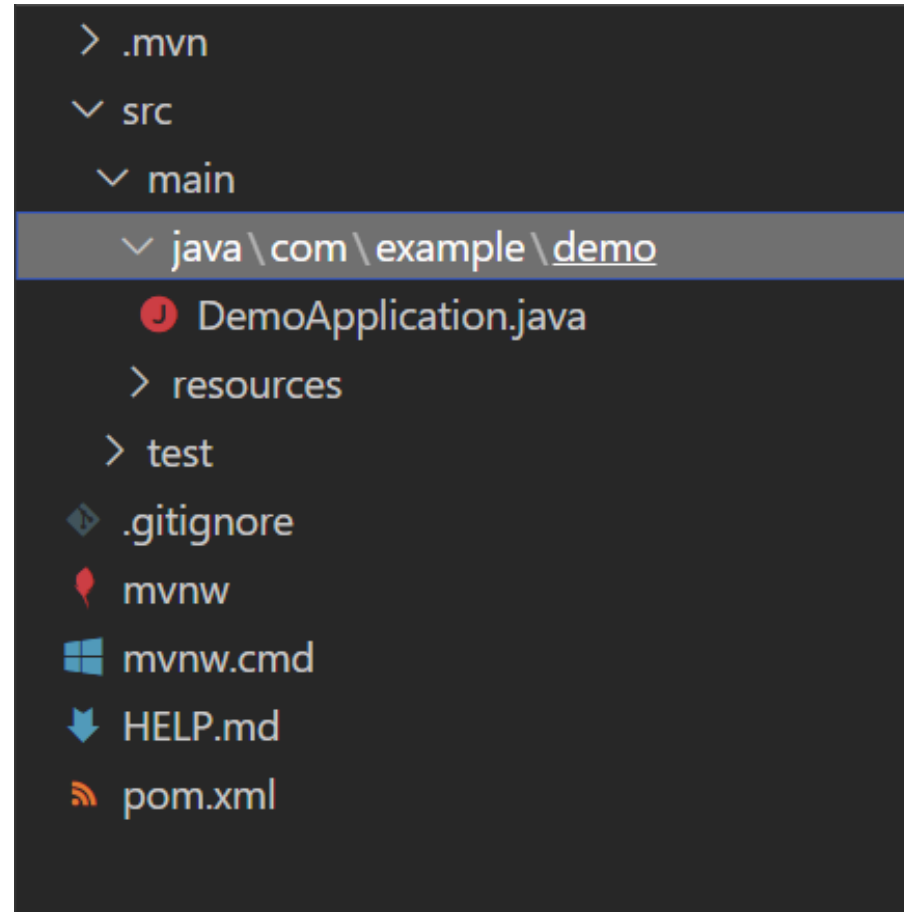 .mvn
src
main
java\com\example\demo
DemoApplication.java
resources
test
.gitignore
mvnw
mvnw.cmd
HELP.md
pom.xml